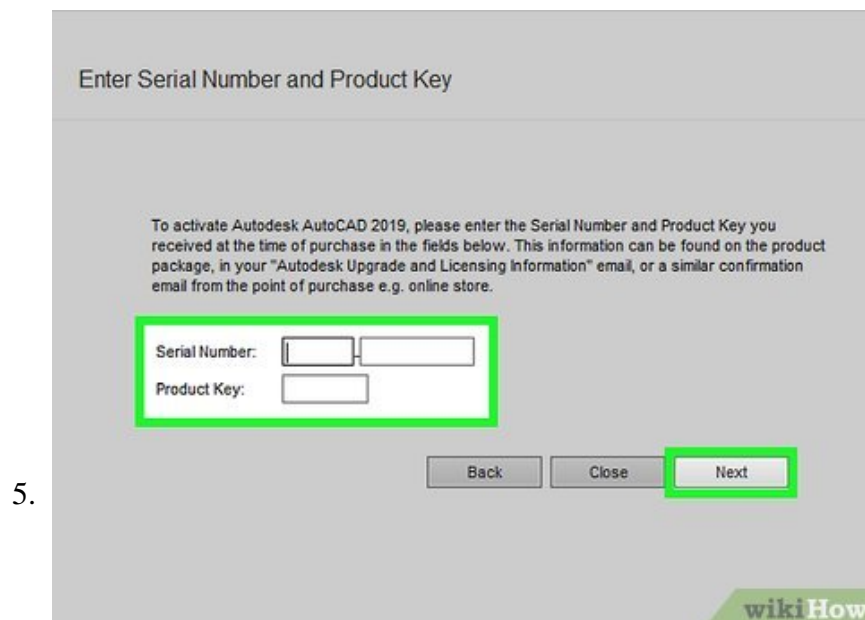 Enter Serial Number and Product Key
To activate Autodesk AutoCAD 2019, please enter the Serial Number and Product Key you
received at the time of purchase in the fields below. This information can be found on the product
package, in your "Autodesk Upgrade and Licensing Information" email, or a similar confirmation
email from the point of purchase e.g. online store.
Serial Number: -
Product Key:
Back Close Next
5.
wikiHow